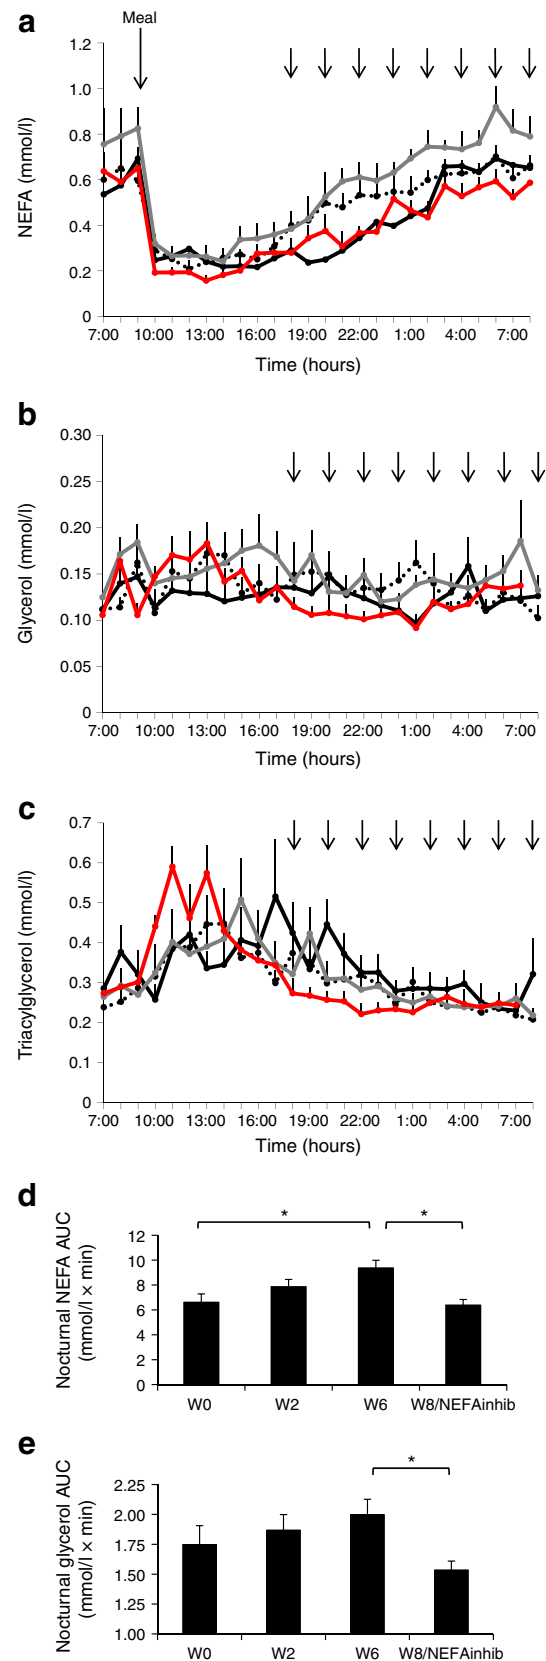 a
Meal
1.2
1.0
0.8
0.6
0.4
0.2
0
NEFA (mmol/l)
7:00 10:00 13:00 16:00 19:00 22:00 1:00 4:00 7:00
Time (hours)
b
0.30
0.25
0.20
0.15
0.10
0.05
0
Glycerol (mmol/l)
7:00 10:00 13:00 16:00 19:00 22:00 1:00 4:00 7:00
Time (hours)
c
0.7
0.6
0.5
0.4
0.3
0.2
0.1
0
Triacylglycerol (mmol/l)
7:00 10:00 13:00 16:00 19:00 22:00 1:00 4:00 7:00
Time (hours)
d
* *
12
10
8
6
4
2
0
Nocturnal NEFA AUC
(mmol/l × min)
W0 W2 W6 W8/NEFAinhib
e
*
2.25
2.00
1.75
1.50
1.25
1.00
Nocturnal glycerol AUC
(mmol/l × min)
W0 W2 W6 W8/NEFAinhib